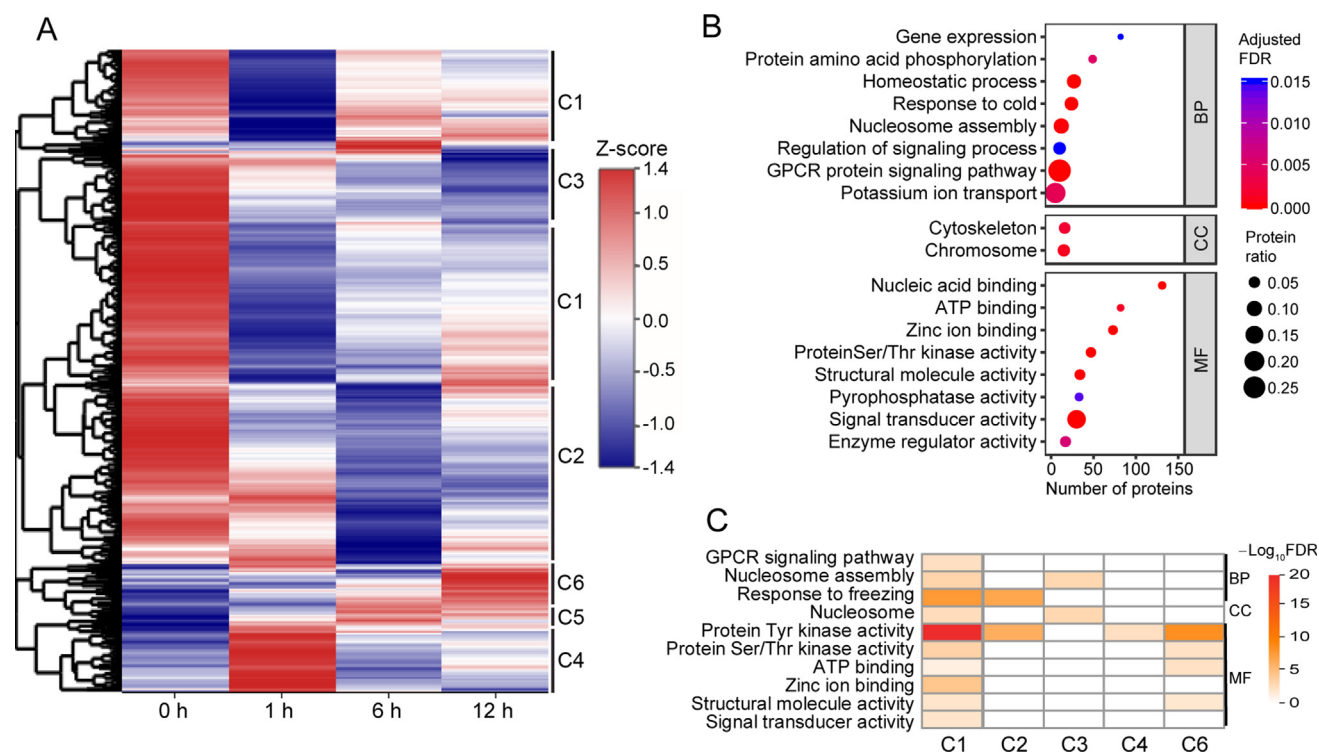 A
C1
C3
C1
C2
C6
C5
C4
0 h 1 h 6 h 12 h
Z-score
1.4
1.0
0.5
0.0
-0.5
-1.0
-1.4
B
Gene expression
Protein amino acid phosphorylation
Homeostatic process
Response to cold
Nucleosome assembly
Regulation of signaling process
GPCR protein signaling pathway
Potassium ion transport
BP
Cytoskeleton
Chromosome
CC
Nucleic acid binding
ATP binding
Zinc ion binding
ProteinSer/Thr kinase activity
Structural molecule activity
Pyrophosphatase activity
Signal transducer activity
Enzyme regulator activity
MF
0 50 100 150
Number of proteins
Adjusted
FDR
0.015
0.010
0.005
0.000
Protein
ratio
0.05
0.10
0.15
0.20
0.25
C
GPCR signaling pathway
Nucleosome assembly
Response to freezing
Nucleosome
Protein Tyr kinase activity
Protein Ser/Thr kinase activity
ATP binding
Zinc ion binding
Structural molecule activity
Signal transducer activity
C1 C2 C3 C4 C6
BP
CC
MF
−Log₁₀FDR
20
15
10
5
0